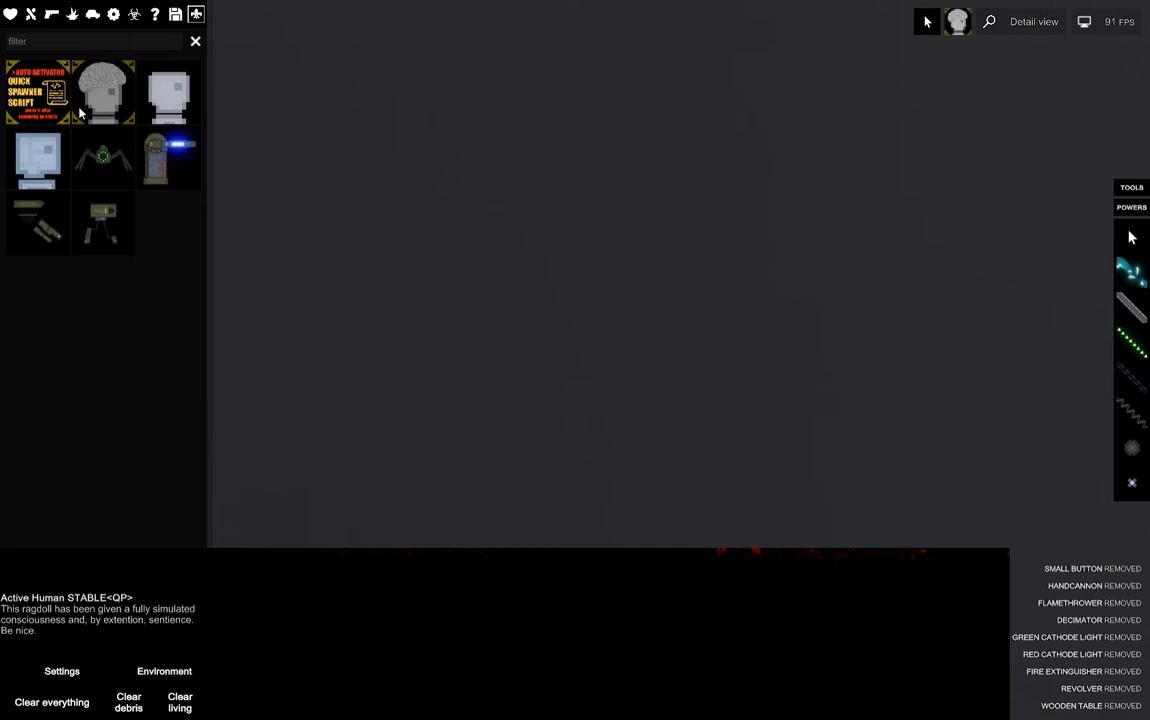 filter
Detail view
91 FPS
+AUTO ACTIVATOR
QUICK
SPAWNER
SCRIPT
TOOLS
POWERS
Active Human STABLE<QP>
This ragdoll has been given a fully simulated
consciousness and, by extention, sentience.
Be nice.
Settings
Environment
Clear everything
Clear
debris
Clear
living
SMALL BUTTON REMOVED
HANDCANNON REMOVED
FLAMETHROWER REMOVED
DECIMATOR REMOVED
GREEN CATHODE LIGHT REMOVED
RED CATHODE LIGHT REMOVED
FIRE EXTINGUISHER REMOVED
REVOLVER REMOVED
WOODEN TABLE REMOVED